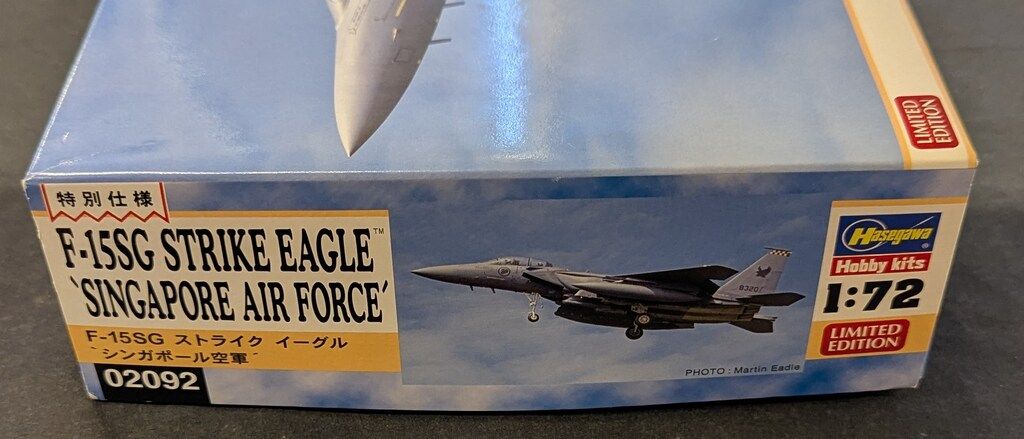 LIMITED
EDITION
特別仕様
F-15SG STRIKE EAGLE™
`SINGAPORE AIR FORCE´
F-15SG ストライク イーグル
`シンガポール空軍´
02092
8320
PHOTO : Martin Eadie
Hasegawa®
Hobby kits
1:72
LIMITED
EDITION